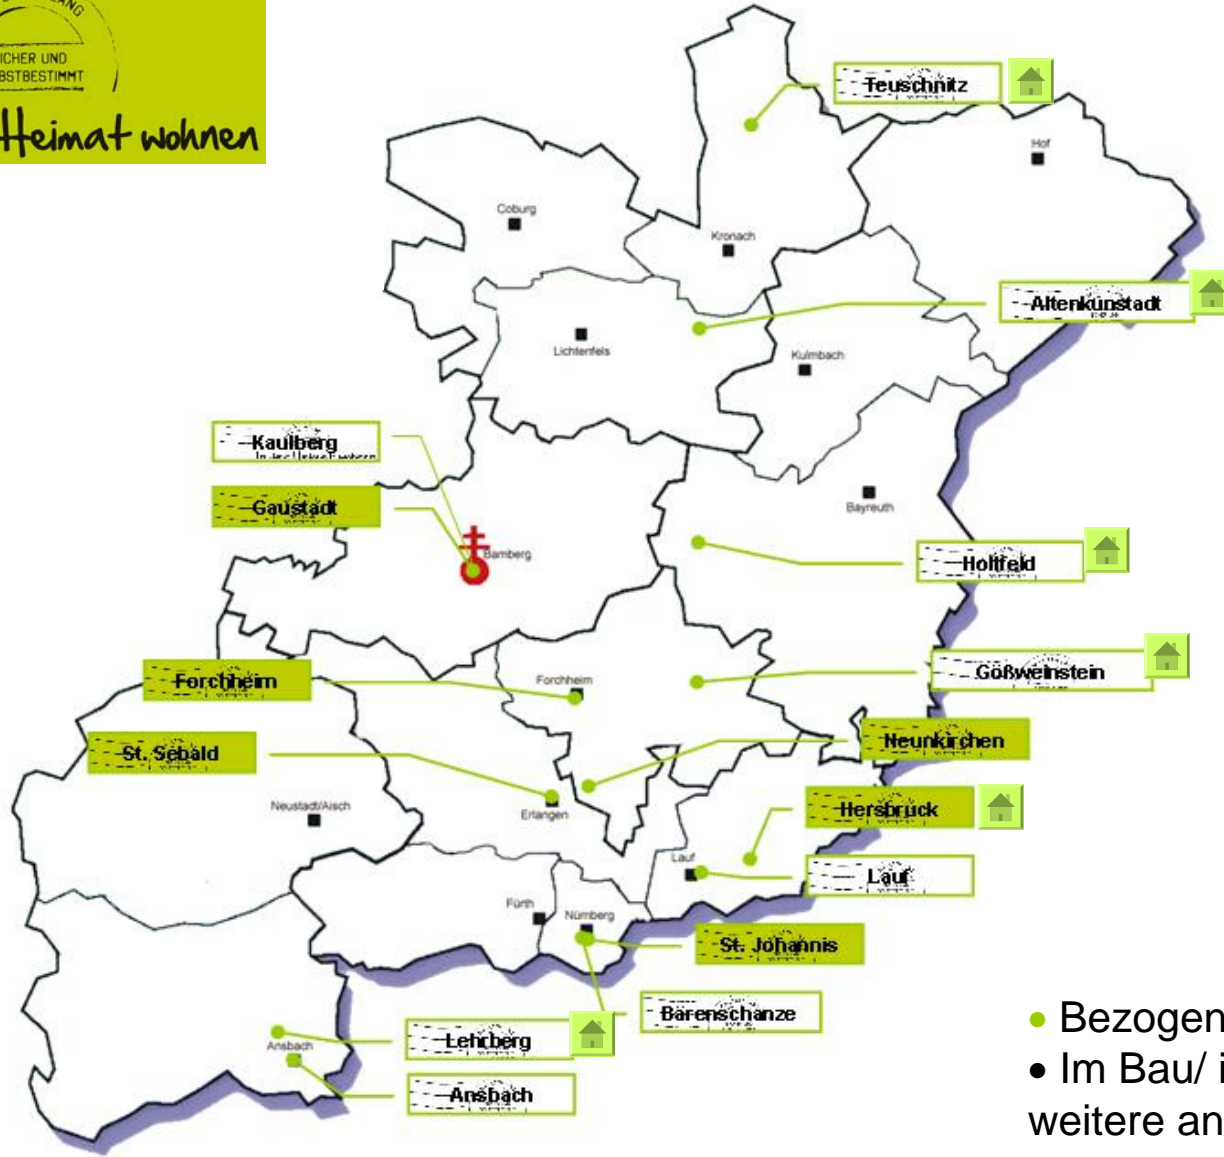 ICHER UND
BSTBESTIMMT
Heimat wohnen
Teuschnitz
Hof
Coburg
Kronach
Altenkunstadt
Lichtenfels
Kulmbach
Kaulberg
Gaustadt
Bayreuth
Bamberg
Hollfeld
Forchheim
Forchheim
Gößweinstein
St. Sebald
Neunkirchen
Neustadt/Aisch
Erlangen
Hersbruck
Lauf
Lauf
Fürth
Nürnberg
St. Johannis
Bärenschanze
Lehrberg
Ansbach
Ansbach
• Bezogen
• Im Bau/ i
weitere an